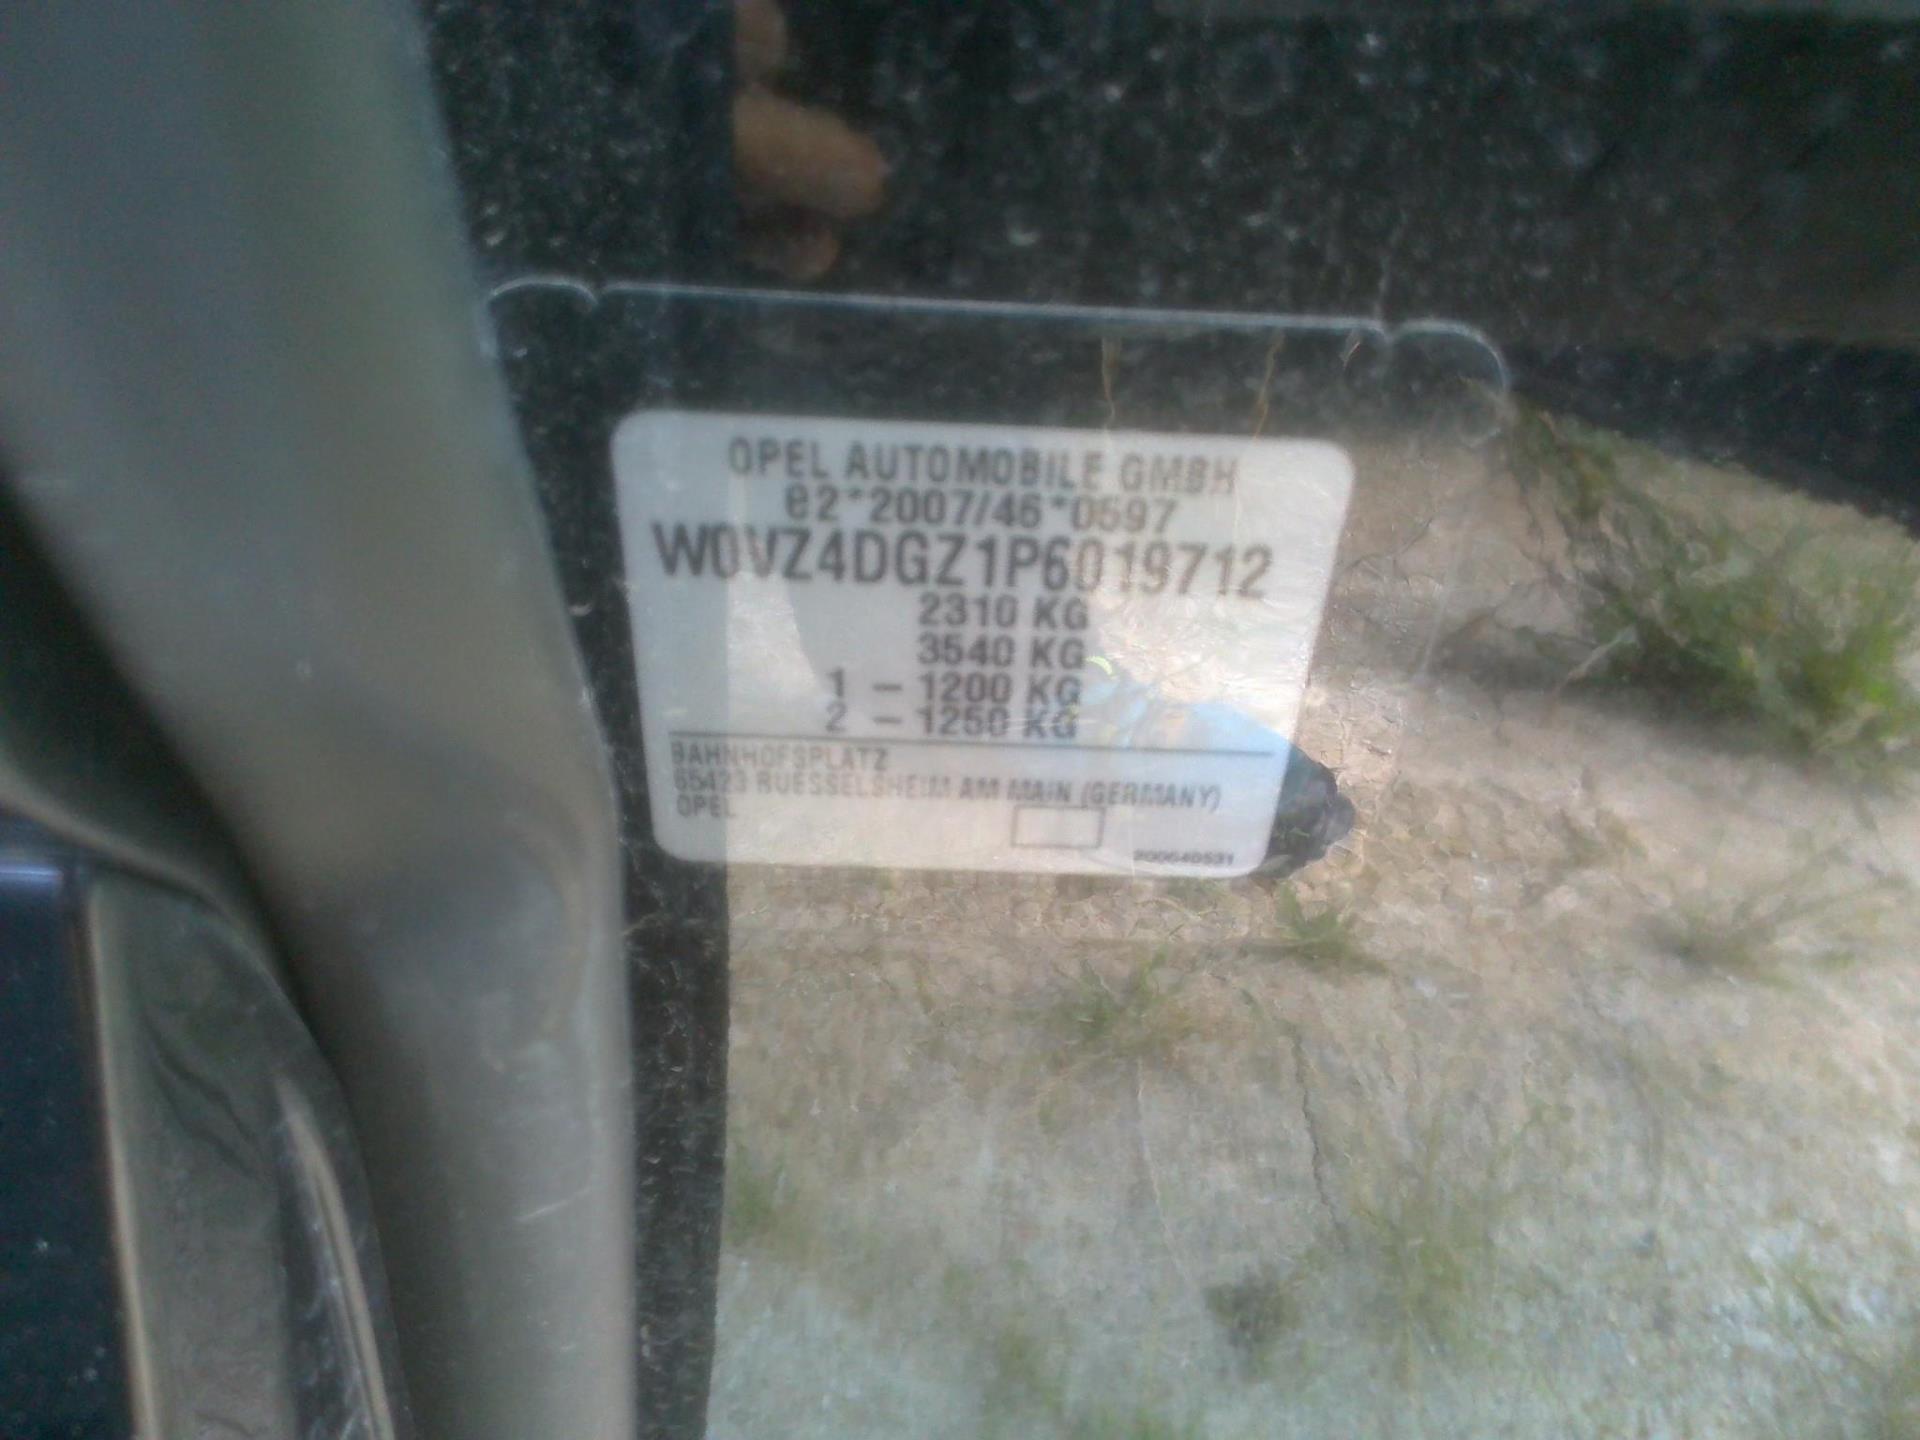 OPEL AUTOMOBILE GMBH
e2*2007/46*0597
W0VZ4DGZ1P6019712
2310 KG
3540 KG
1 - 1200 KG
2 - 1250 KG
BAHNHOFSPLATZ
65423 RUESSELSHEIM AM MAIN (GERMANY)
OPEL
200640531